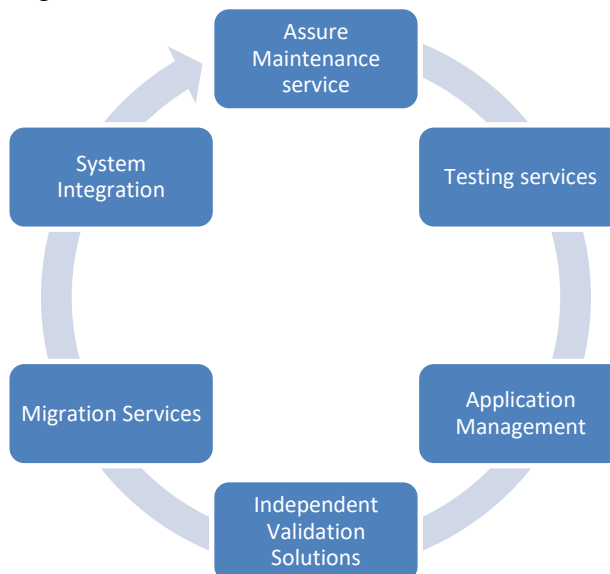 Assure
Maintenance
service
Testing services
Application
Management
Independent
Validation
Solutions
Migration Services
System
Integration